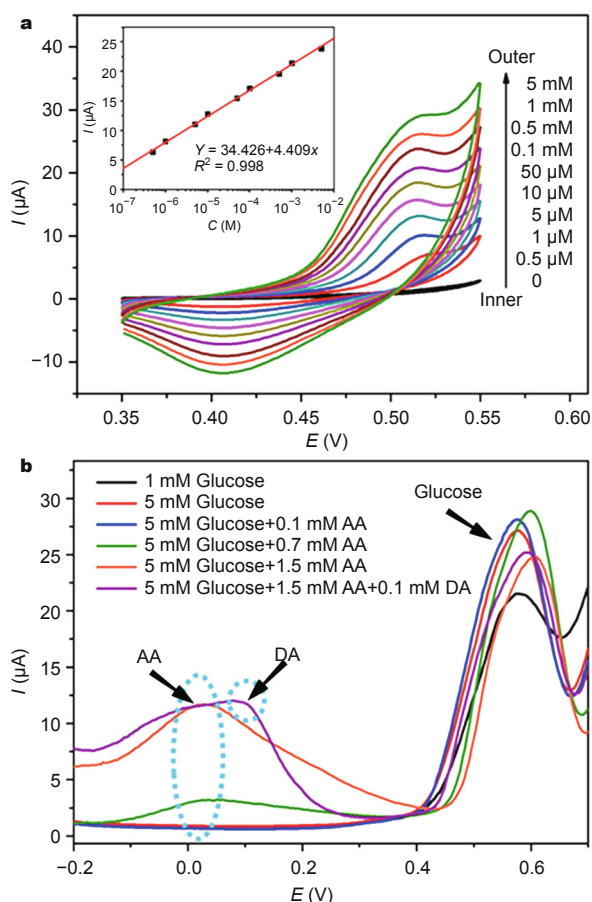 a
45
40
30
20
10
0
−10
I (µA)
0.35
0.40
0.45
0.50
0.55
0.60
E (V)
25
20
15
10
5
0
I (µA)
10⁻⁷
10⁻⁶
10⁻⁵
10⁻⁴
10⁻³
10⁻²
C (M)
Y = 34.426+4.409x
R² = 0.998
Outer
5 mM
1 mM
0.5 mM
0.1 mM
50 µM
10 µM
5 µM
1 µM
0.5 µM
0
Inner
b
30
25
20
15
10
5
0
I (µA)
1 mM Glucose
5 mM Glucose
5 mM Glucose+0.1 mM AA
5 mM Glucose+0.7 mM AA
5 mM Glucose+1.5 mM AA
5 mM Glucose+1.5 mM AA+0.1 mM DA
Glucose
AA
DA
−0.2
0.0
0.2
0.4
0.6
E (V)